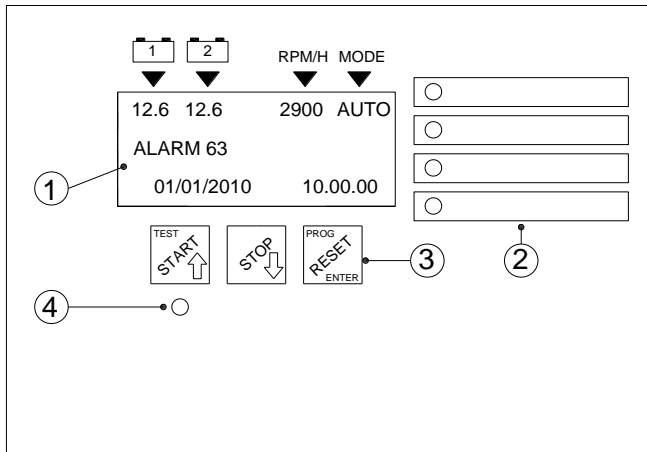 1 2
RPM/H MODE
12.6 12.6 2900 AUTO
ALARM 63
01/01/2010 10.00.00
1
2
TEST
START
STOP
PROG
RESET
ENTER
3
4